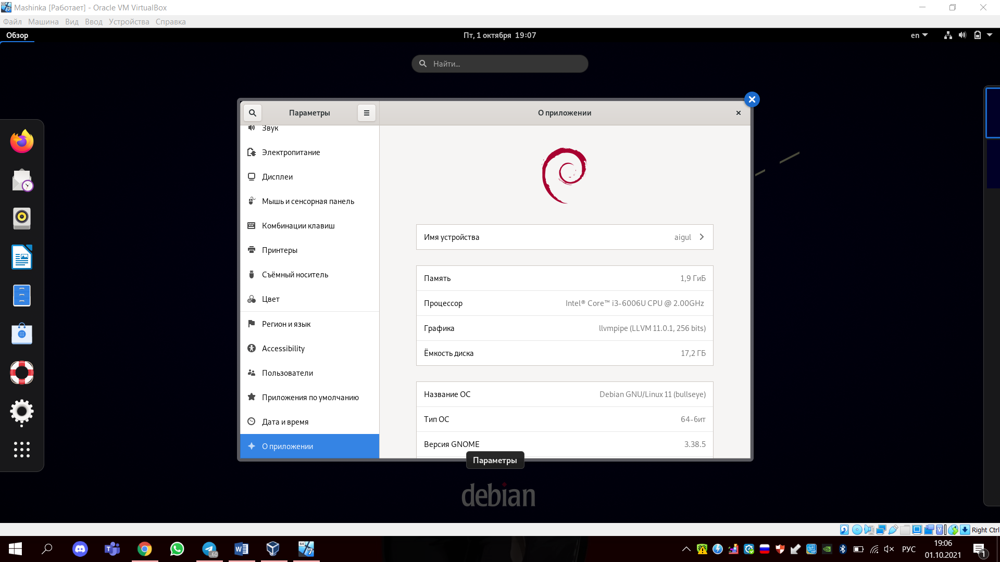 Mashinka [Работает] - Oracle VM VirtualBox
Файл Машина Вид Ввод Устройства Справка
Обзор
Пт, 1 октября 19:07
en
Найти...
Параметры
О приложении
Звук
Электропитание
Дисплеи
Мышь и сенсорная панель
Комбинации клавиш
Принтеры
Съёмный носитель
Цвет
Регион и язык
Accessibility
Пользователи
Приложения по умолчанию
Дата и время
О приложении
Имя устройства aigul
Память 1,9 ГиБ
Процессор Intel® Core™ i3-6006U CPU @ 2.00GHz
Графика llvmpipe (LLVM 11.0.1, 256 bits)
Ёмкость диска 17,2 ГБ
Название ОС Debian GNU/Linux 11 (bullseye)
Тип ОС 64-бит
Версия GNOME 3.38.5
Параметры
debian
Right Ctrl
60
РУС
19:06
01.10.2021
1